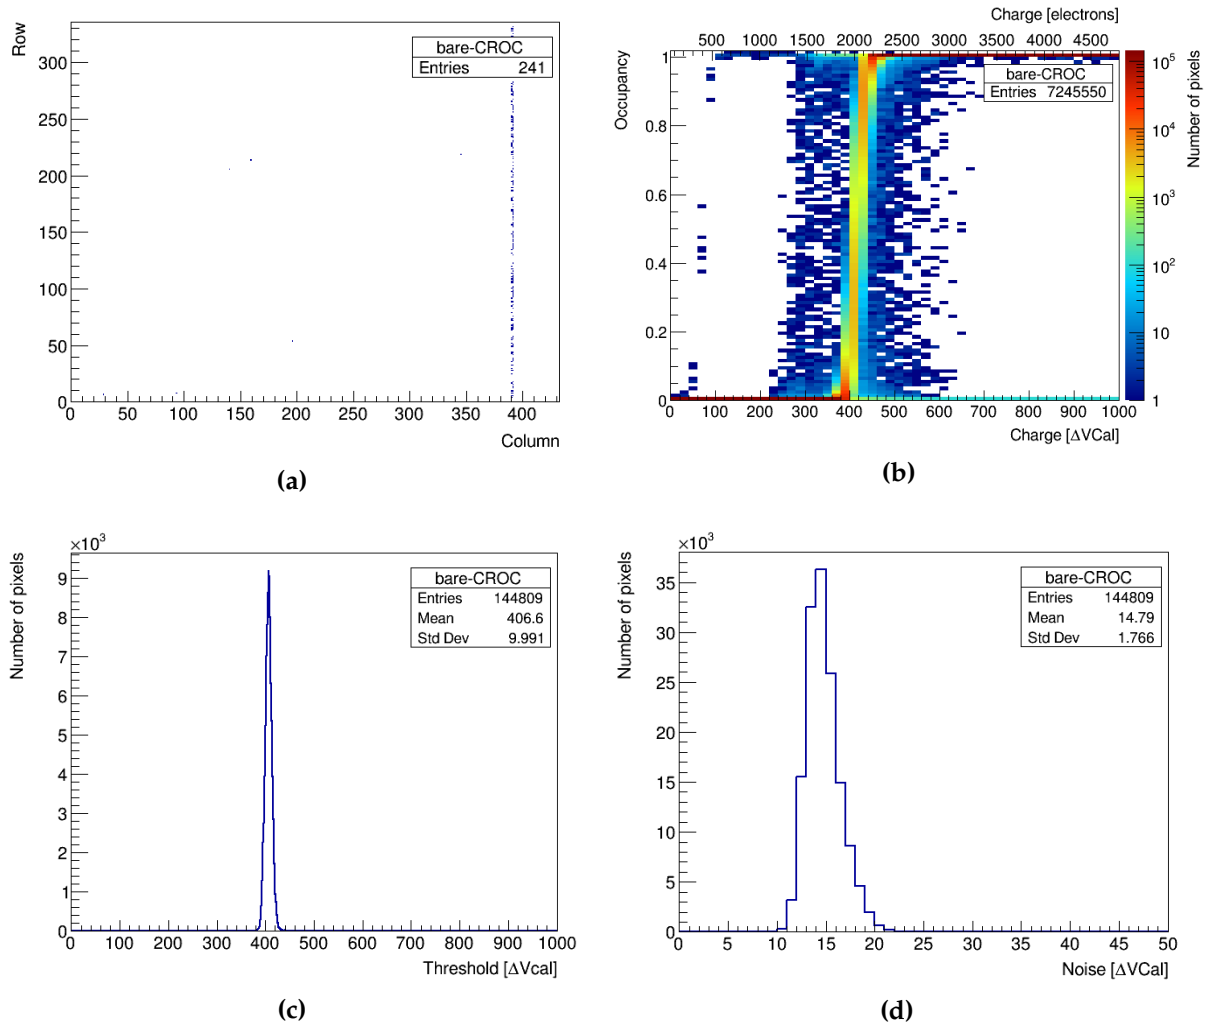 Row
300
250
200
150
100
50
0
bare-CROC
Entries 241
0 50 100 150 200 250 300 350 400
Column
(a)
Charge [electrons]
500 1000 1500 2000 2500 3000 3500 4000 4500
Occupancy
1
0.8
0.6
0.4
0.2
0
bare-CROC
Entries 7245550
0 100 200 300 400 500 600 700 800 900 1000
Charge [ΔVCal]
Number of pixels
10⁵
10⁴
10³
10²
10
1
(b)
×10³
Number of pixels
9
8
7
6
5
4
3
2
1
0
bare-CROC
Entries 144809
Mean 406.6
Std Dev 9.991
0 100 200 300 400 500 600 700 800 900 1000
Threshold [ΔVcal]
(c)
×10³
Number of pixels
35
30
25
20
15
10
5
0
bare-CROC
Entries 144809
Mean 14.79
Std Dev 1.766
0 5 10 15 20 25 30 35 40 45 50
Noise [ΔVCal]
(d)